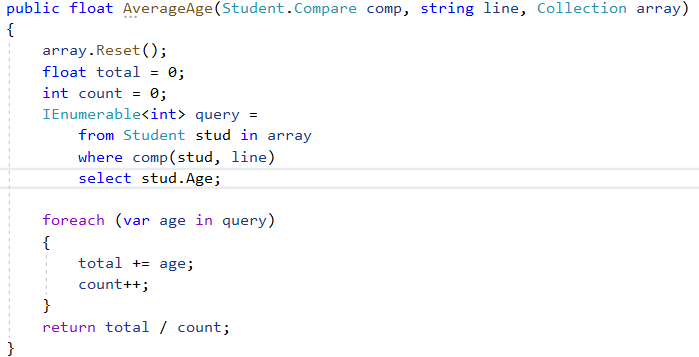 public float AverageAge(Student.Compare comp, string line, Collection array)
{
    array.Reset();
    float total = 0;
    int count = 0;
    IEnumerable<int> query =
        from Student stud in array
        where comp(stud, line)
        select stud.Age;

    foreach (var age in query)
    {
        total += age;
        count++;
    }
    return total / count;
}